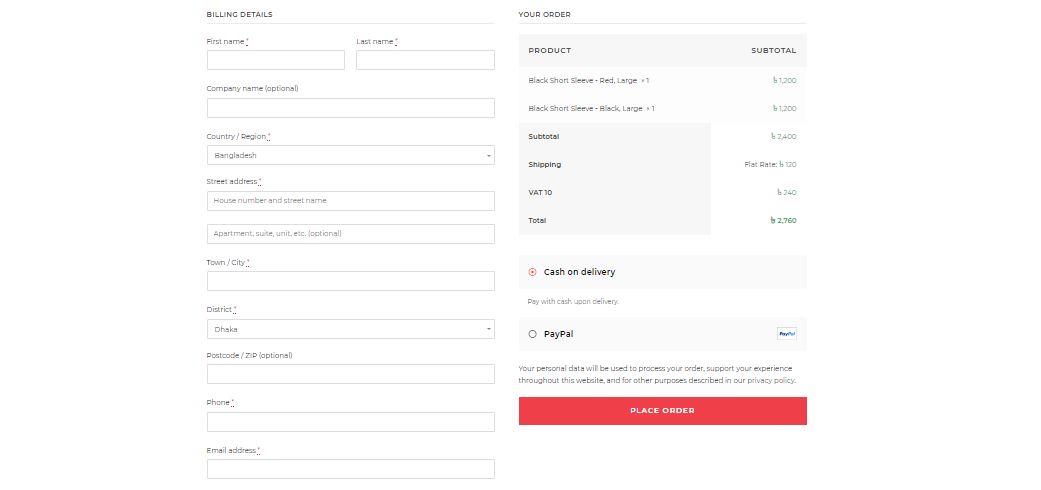 BILLING DETAILS
First name *
Last name *
Company name (optional)
Country / Region *
Bangladesh
Street address *
House number and street name
Apartment, suite, unit, etc. (optional)
Town / City *
District *
Dhaka
Postcode / ZIP (optional)
Phone *
Email address *
YOUR ORDER
PRODUCT SUBTOTAL
Black Short Sleeve - Red, Large × 1 ৳ 1,200
Black Short Sleeve - Black, Large × 1 ৳ 1,200
Subtotal ৳ 2,400
Shipping Flat Rate: ৳ 120
VAT 10 ৳ 240
Total ৳ 2,760
Cash on delivery
Pay with cash upon delivery.
PayPal PayPal
Your personal data will be used to process your order, support your experience
throughout this website, and for other purposes described in our privacy policy.
PLACE ORDER